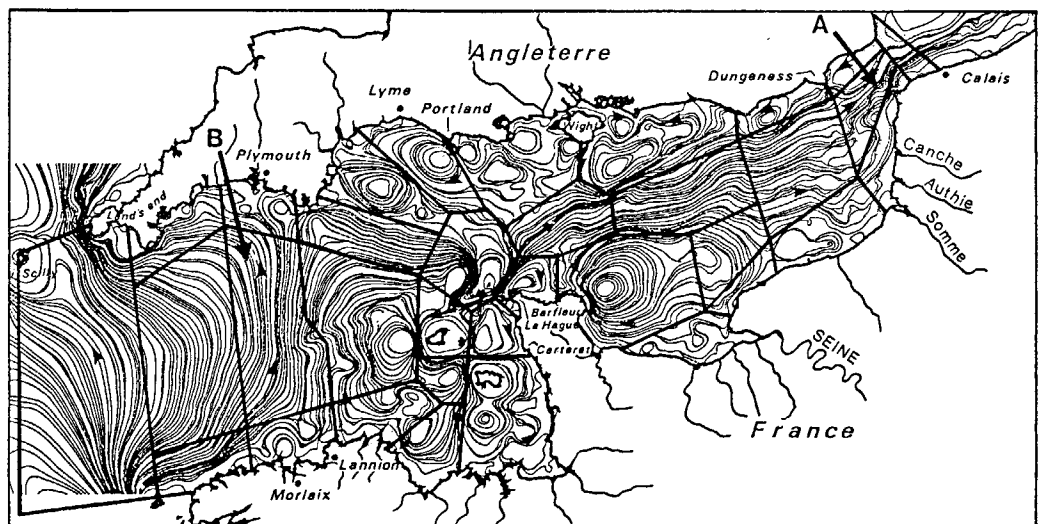 A
Angleterre
Dungeness
Calais
Lyme
Portland
Wight
B
Plymouth
Canche
Land's end
Authie
Somme
Scilly
Barfleur
La Hague
Carteret
SEINE
France
Lannion
Morlaix